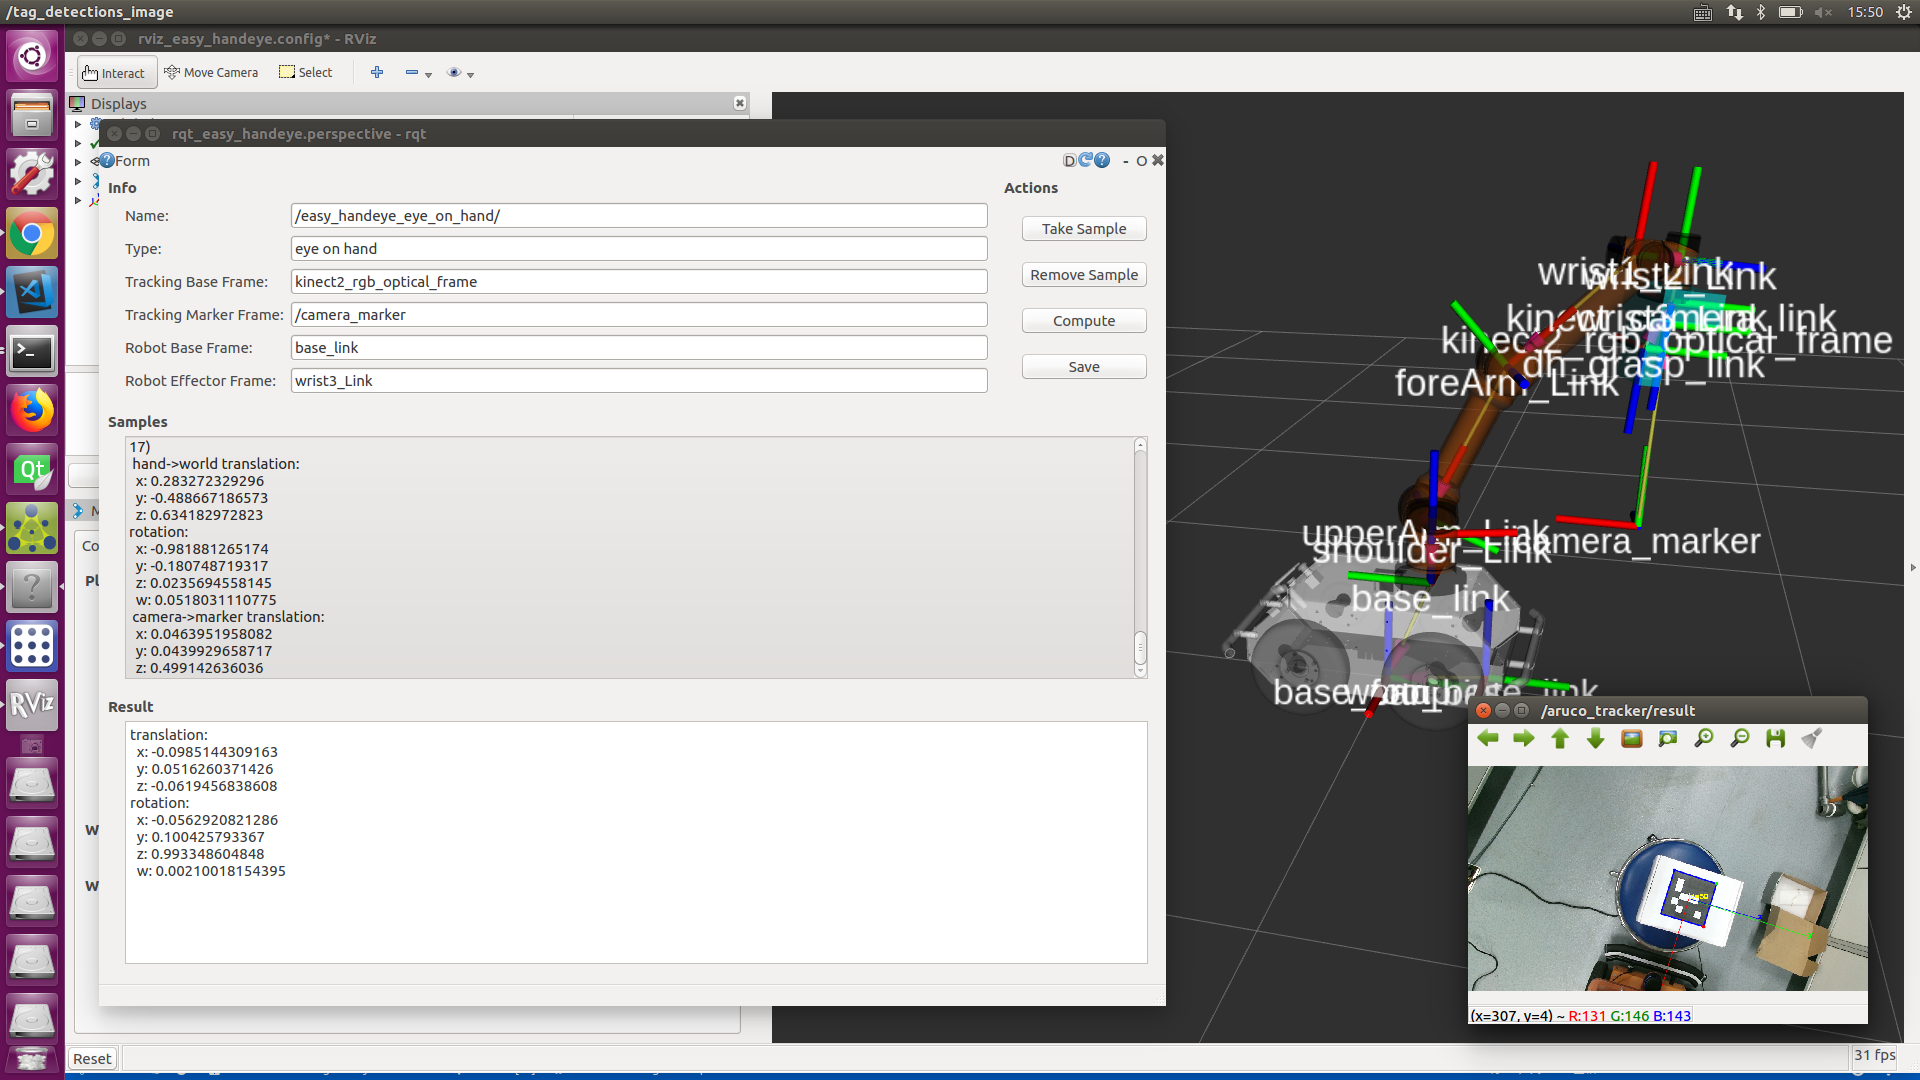 /tag_detections_image
15:50
rviz_easy_handeye.config* - RViz
Interact
Move Camera
Select
Displays
rqt_easy_handeye.perspective - rqt
Form
D
- O
Info
Actions
Name:
/easy_handeye_eye_on_hand/
Take Sample
Type:
eye on hand
Tracking Base Frame:
kinect2_rgb_optical_frame
Remove Sample
Tracking Marker Frame:
/camera_marker
Compute
Robot Base Frame:
base_link
Save
Robot Effector Frame:
wrist3_Link
Samples
17)
hand->world translation:
x: 0.283272329296
y: -0.488667186573
z: 0.634182972823
rotation:
x: -0.981881265174
y: -0.180748719317
z: 0.0235694558145
w: 0.0518031110775
camera->marker translation:
x: 0.0463951958082
y: 0.0439929658717
z: 0.499142636036
Result
translation:
x: -0.0985144309163
y: 0.0516260371426
z: -0.0619456838608
rotation:
x: -0.0562920821286
y: 0.100425793367
z: 0.993348604848
w: 0.00210018154395
Co
Pl
W
W
Qt
RViz
wrist2_Link
kinect2_rgb_optical_frame
dh_grasp_link
foreArm_Link
upperArm_Link
shoulder_Link
camera_marker
base_link
/aruco_tracker/result
(x=307, y=4) ~ R:131 G:146 B:143
Reset
31 fps